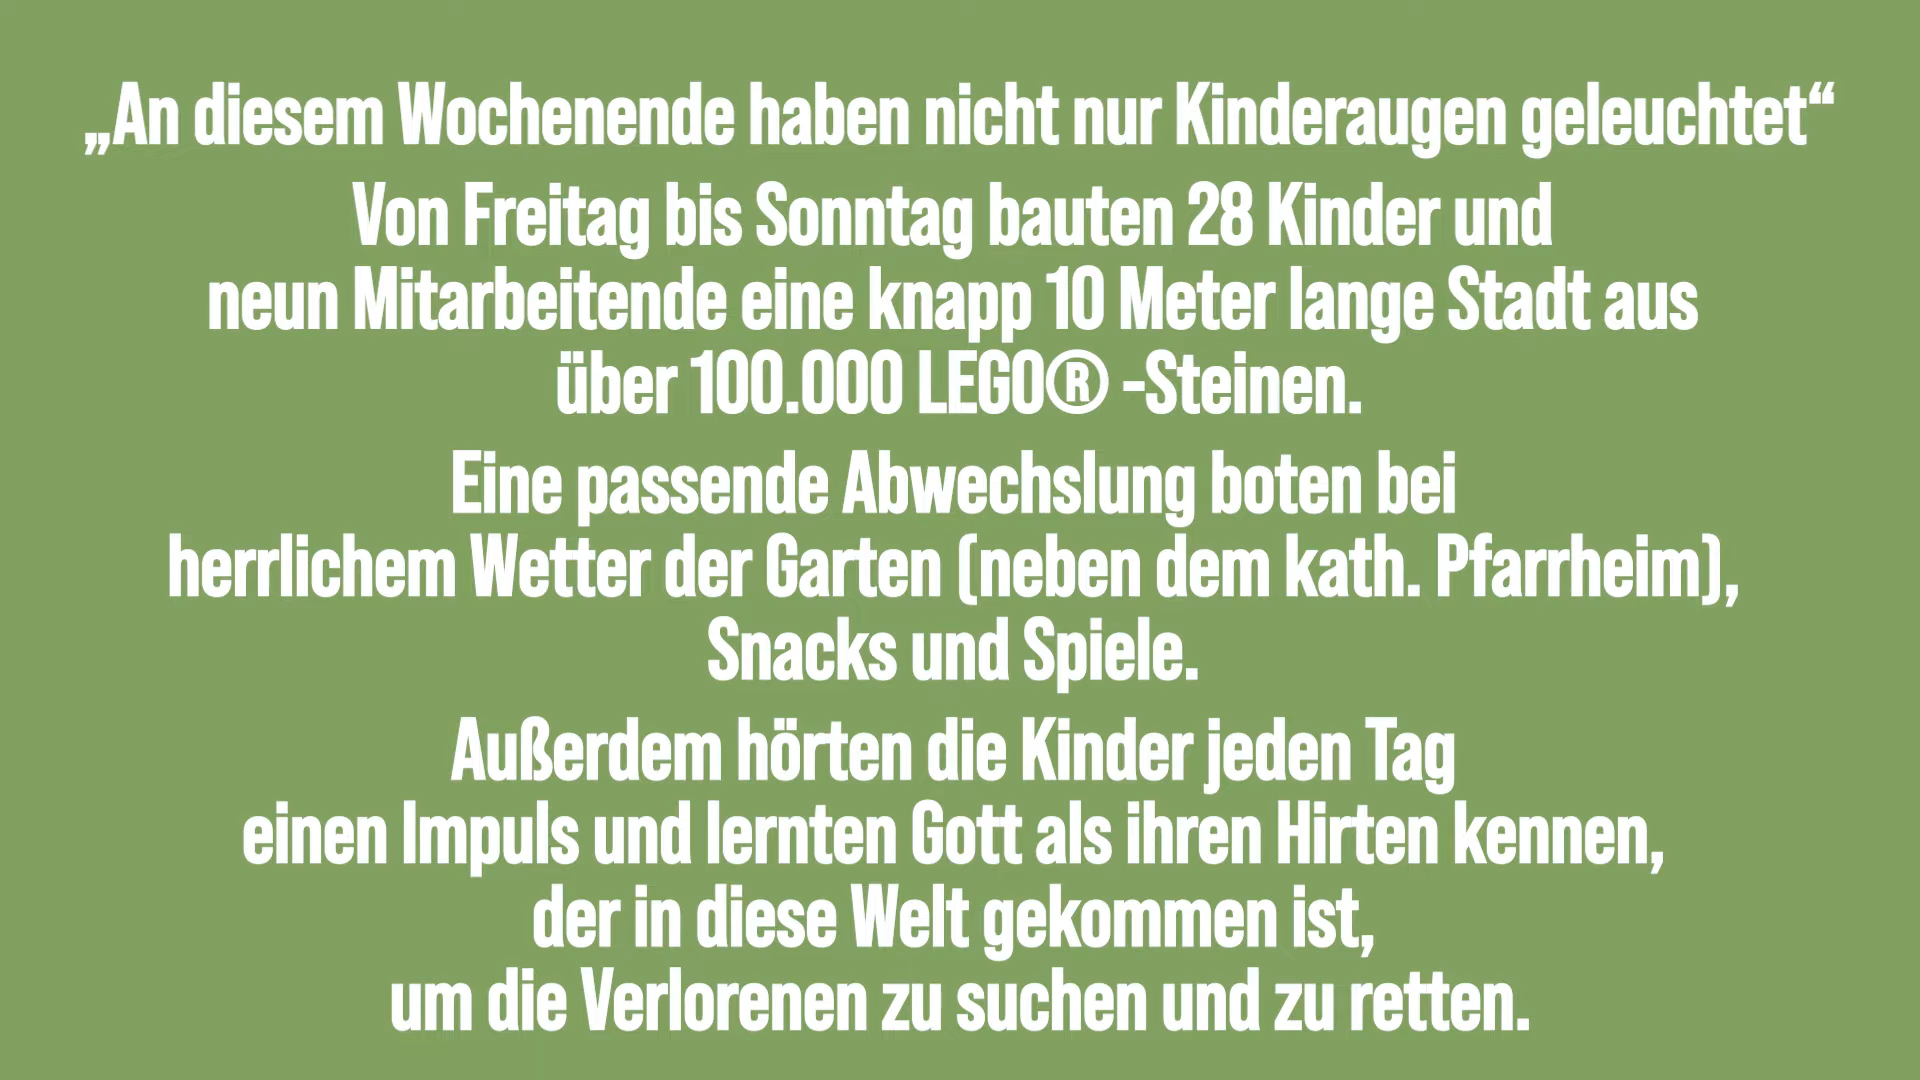 „An diesem Wochenende haben nicht nur Kinderaugen geleuchtet“
Von Freitag bis Sonntag bauten 28 Kinder und
neun Mitarbeitende eine knapp 10 Meter lange Stadt aus
über 100.000 LEGO® -Steinen.
Eine passende Abwechslung boten bei
herrlichem Wetter der Garten (neben dem kath. Pfarrheim),
Snacks und Spiele.
Außerdem hörten die Kinder jeden Tag
einen Impuls und lernten Gott als ihren Hirten kennen,
der in diese Welt gekommen ist,
um die Verlorenen zu suchen und zu retten.